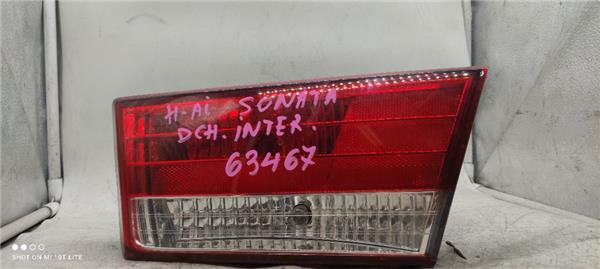 H-Ai SONATA
DCH. iNTER.
63467
SHOT ON MI 10T LITE